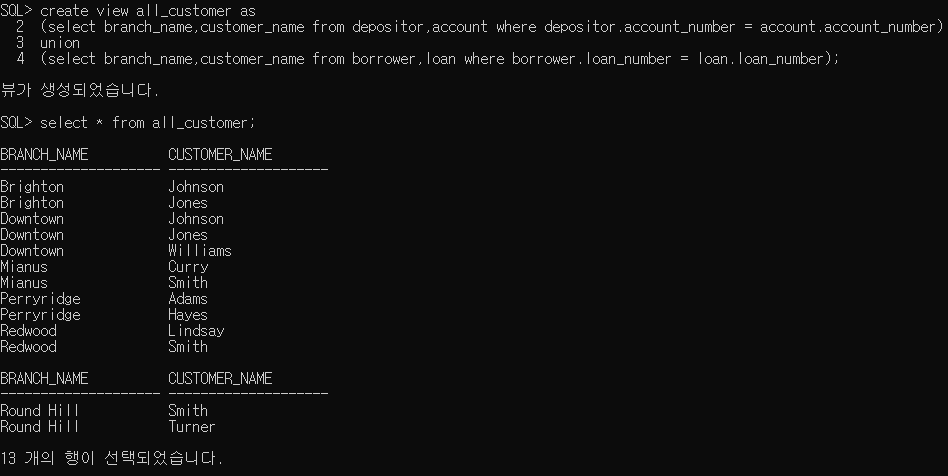 SQL> create view all_customer as
  2  (select branch_name,customer_name from depositor,account where depositor.account_number = account.account_number)
  3  union
  4  (select branch_name,customer_name from borrower,loan where borrower.loan_number = loan.loan_number);
뷰가 생성되었습니다.
SQL> select * from all_customer;
BRANCH_NAME          CUSTOMER_NAME
-------------------- --------------------
Brighton             Johnson
Brighton             Jones
Downtown             Johnson
Downtown             Jones
Downtown             Williams
Mianus               Curry
Mianus               Smith
Perryridge           Adams
Perryridge           Hayes
Redwood              Lindsay
Redwood              Smith
BRANCH_NAME          CUSTOMER_NAME
-------------------- --------------------
Round Hill           Smith
Round Hill           Turner
13 개의 행이 선택되었습니다.